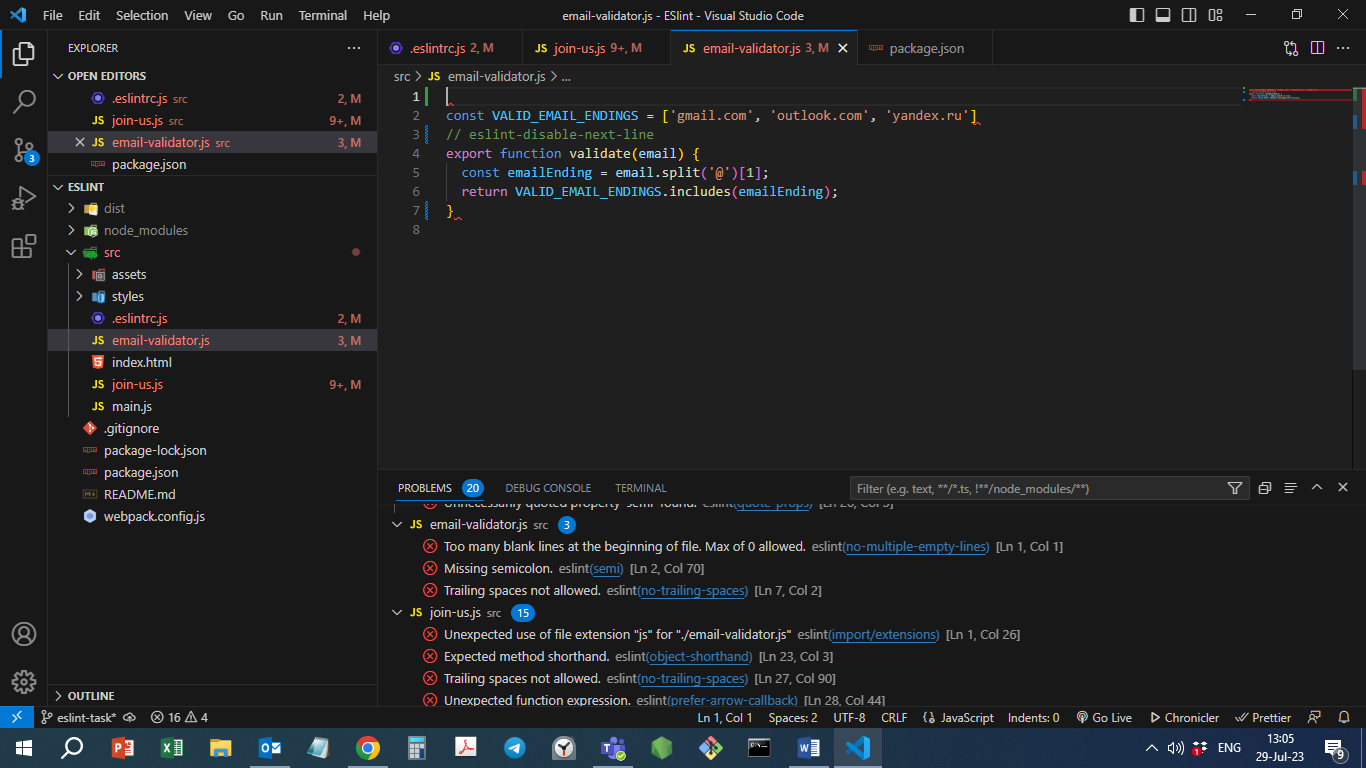 File Edit Selection View Go Run Terminal Help email-validator.js - ESlint - Visual Studio Code
EXPLORER
OPEN EDITORS
.eslintrc.js src 2, M
join-us.js src 9+, M
email-validator.js src 3, M
package.json
ESLINT
dist
node_modules
src
assets
styles
.eslintrc.js 2, M
email-validator.js 3, M
index.html
join-us.js 9+, M
main.js
.gitignore
package-lock.json
package.json
README.md
webpack.config.js
OUTLINE
3
.eslintrc.js 2, M join-us.js 9+, M email-validator.js 3, M package.json
src > JS email-validator.js > ...
1
2 const VALID_EMAIL_ENDINGS = ['gmail.com', 'outlook.com', 'yandex.ru']
3 // eslint-disable-next-line
4 export function validate(email) {
5 const emailEnding = email.split('@')[1];
6 return VALID_EMAIL_ENDINGS.includes(emailEnding);
7 }
8
PROBLEMS 20 DEBUG CONSOLE TERMINAL Filter (e.g. text, **/*.ts, !**/node_modules/**)
email-validator.js src 3
Too many blank lines at the beginning of file. Max of 0 allowed. eslint(no-multiple-empty-lines) [Ln 1, Col 1]
Missing semicolon. eslint(semi) [Ln 2, Col 70]
Trailing spaces not allowed. eslint(no-trailing-spaces) [Ln 7, Col 2]
join-us.js src 15
Unexpected use of file extension "js" for "./email-validator.js" eslint(import/extensions) [Ln 1, Col 26]
Expected method shorthand. eslint(object-shorthand) [Ln 23, Col 3]
Trailing spaces not allowed. eslint(no-trailing-spaces) [Ln 27, Col 90]
Unexpected function expression. eslint(prefer-arrow-callback) [Ln 28, Col 44]
eslint-task* 16 4 Ln 1, Col 1 Spaces: 2 UTF-8 CRLF JavaScript Indents: 0 Go Live Chronicler Prettier
ENG 13:05
29-Jul-23 9